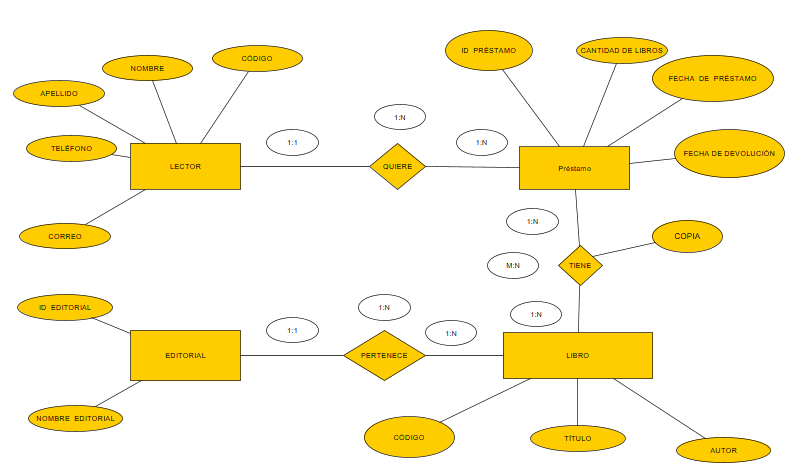 ID PRÉSTAMO
CANTIDAD DE LIBROS
CÓDIGO
NOMBRE
FECHA DE PRÉSTAMO
APELLIDO
1:N
1:1
1:N
TELÉFONO
FECHA DE DEVOLUCIÓN
LECTOR
QUIERE
Préstamo
1:N
CORREO
COPIA
M:N
TIENE
ID EDITORIAL
1:N
1:N
1:1
1:N
EDITORIAL
PERTENECE
LIBRO
NOMBRE EDITORIAL
CÓDIGO
TÍTULO
AUTOR